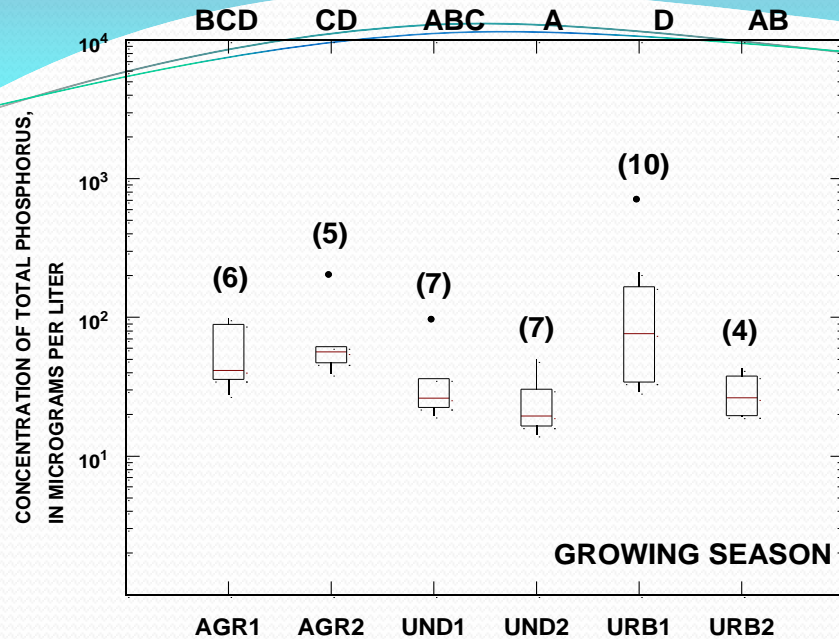 BCD CD ABC A D AB
CONCENTRATION OF TOTAL PHOSPHORUS,
IN MICROGRAMS PER LITER
10⁴
10³
10²
10¹
(6) (5) (7) (7) (10) (4)
GROWING SEASON
AGR1 AGR2 UND1 UND2 URB1 URB2